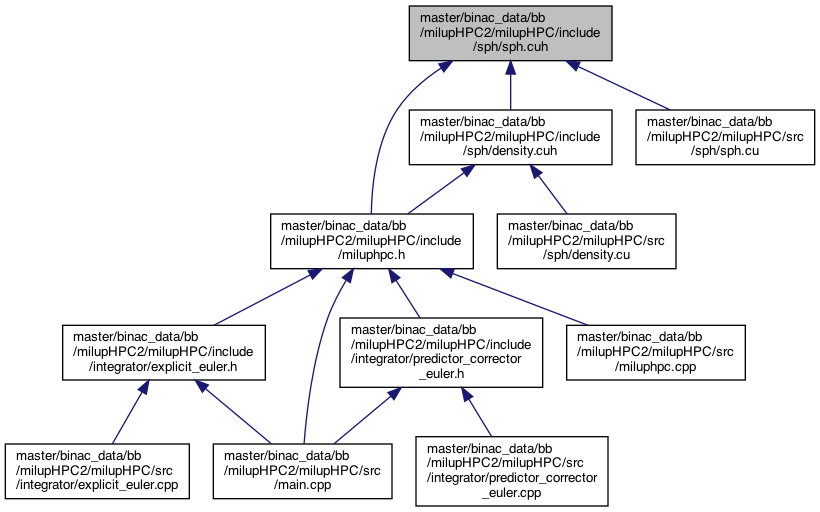 master/binac_data/bb
/milupHPC2/milupHPC/include
/sph/sph.cuh
master/binac_data/bb
/milupHPC2/milupHPC/include
/sph/density.cuh
master/binac_data/bb
/milupHPC2/milupHPC/src
/sph/sph.cu
master/binac_data/bb
/milupHPC2/milupHPC/include
/miluphpc.h
master/binac_data/bb
/milupHPC2/milupHPC/src
/sph/density.cu
master/binac_data/bb
/milupHPC2/milupHPC/include
/integrator/explicit_euler.h
master/binac_data/bb
/milupHPC2/milupHPC/include
/integrator/predictor_corrector
_euler.h
master/binac_data/bb
/milupHPC2/milupHPC/src
/miluphpc.cpp
master/binac_data/bb
/milupHPC2/milupHPC/src
/integrator/explicit_euler.cpp
master/binac_data/bb
/milupHPC2/milupHPC/src
/main.cpp
master/binac_data/bb
/milupHPC2/milupHPC/src
/integrator/predictor_corrector
_euler.cpp